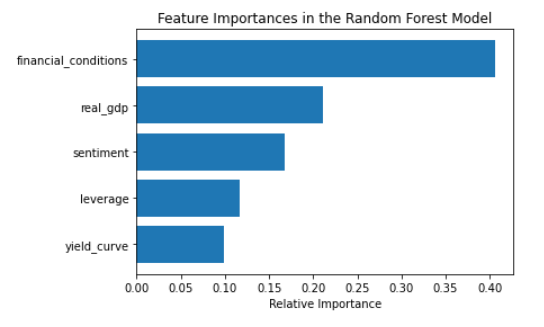 Feature Importances in the Random Forest Model
financial_conditions
real_gdp
sentiment
leverage
yield_curve
0.00 0.05 0.10 0.15 0.20 0.25 0.30 0.35 0.40
Relative Importance